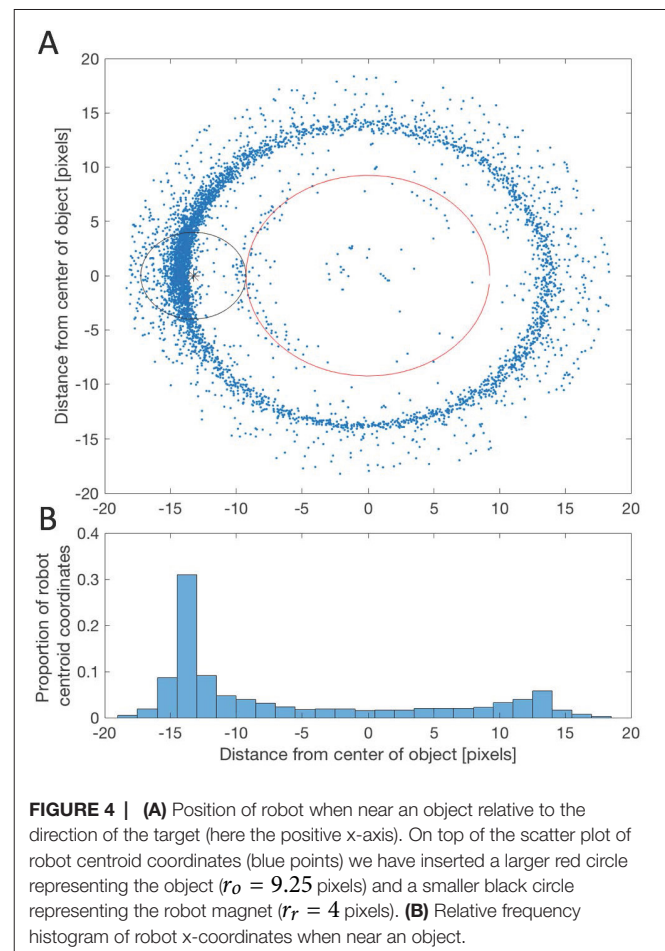 A
20
15
10
5
0
-5
-10
-15
-20
Distance from center of object [pixels]
-20 -15 -10 -5 0 5 10 15 20
B
0.4
0.3
0.2
0.1
0
Proportion of robot
centroid coordinates
-20 -15 -10 -5 0 5 10 15 20
Distance from center of object [pixels]
FIGURE 4 | (A) Position of robot when near an object relative to the
direction of the target (here the positive x-axis). On top of the scatter plot of
robot centroid coordinates (blue points) we have inserted a larger red circle
representing the object (r_o = 9.25 pixels) and a smaller black circle
representing the robot magnet (r_r = 4 pixels). (B) Relative frequency
histogram of robot x-coordinates when near an object.